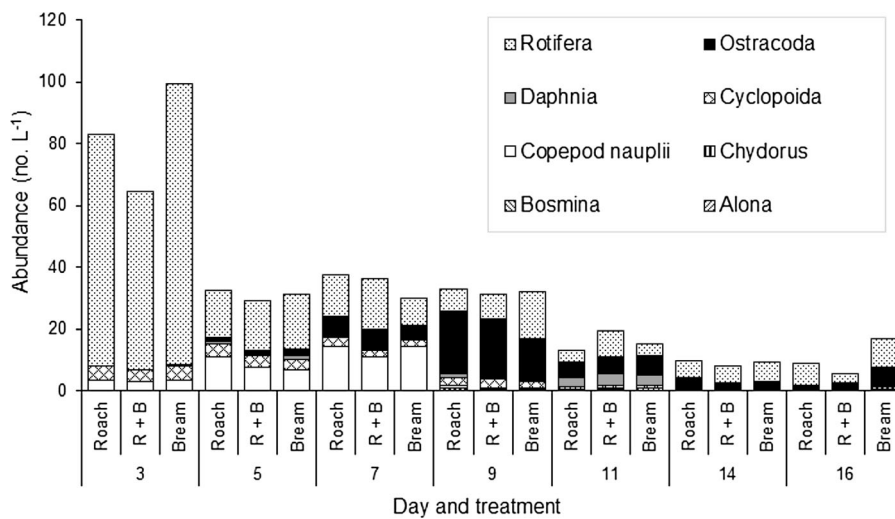 120
100
80
60
40
20
0
Abundance (no. L-1)
Rotifera
Ostracoda
Daphnia
Cyclopoida
Copepod nauplii
Chydorus
Bosmina
Alona
Roach
R + B
Bream
Roach
R + B
Bream
Roach
R + B
Bream
Roach
R + B
Bream
Roach
R + B
Bream
Roach
R + B
Bream
Roach
R + B
Bream
3 5 7 9 11 14 16
Day and treatment